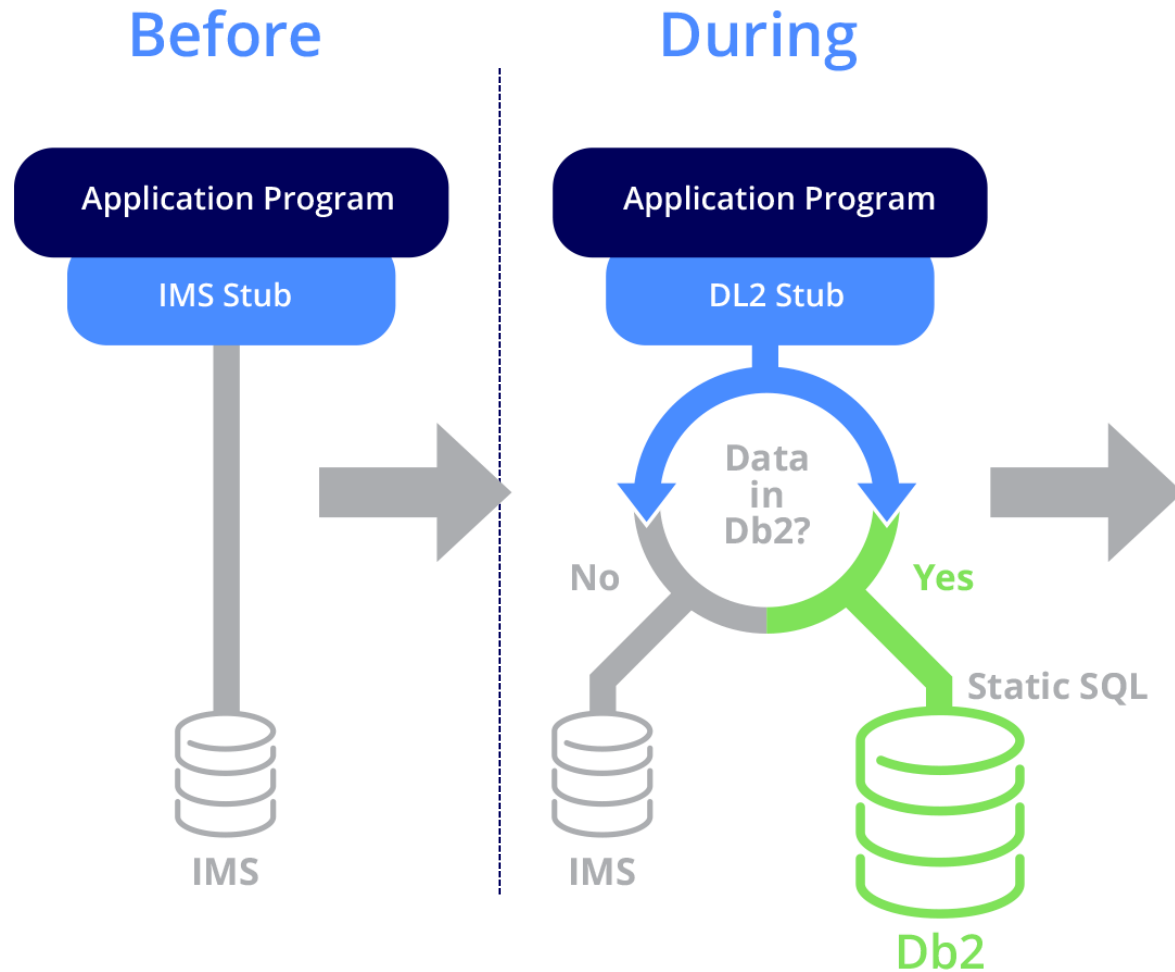 Before
During
Application Program
IMS Stub
Application Program
DL2 Stub
Data
in
Db2?
No
Yes
Static SQL
IMS
IMS
Db2